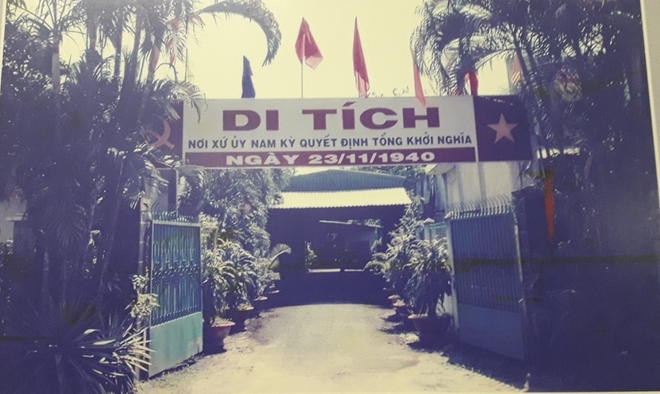 DI TÍCH
NƠI XỨ ỦY NAM KỲ QUYẾT ĐỊNH TỔNG KHỞI NGHĨA
NGÀY 23/11/1940